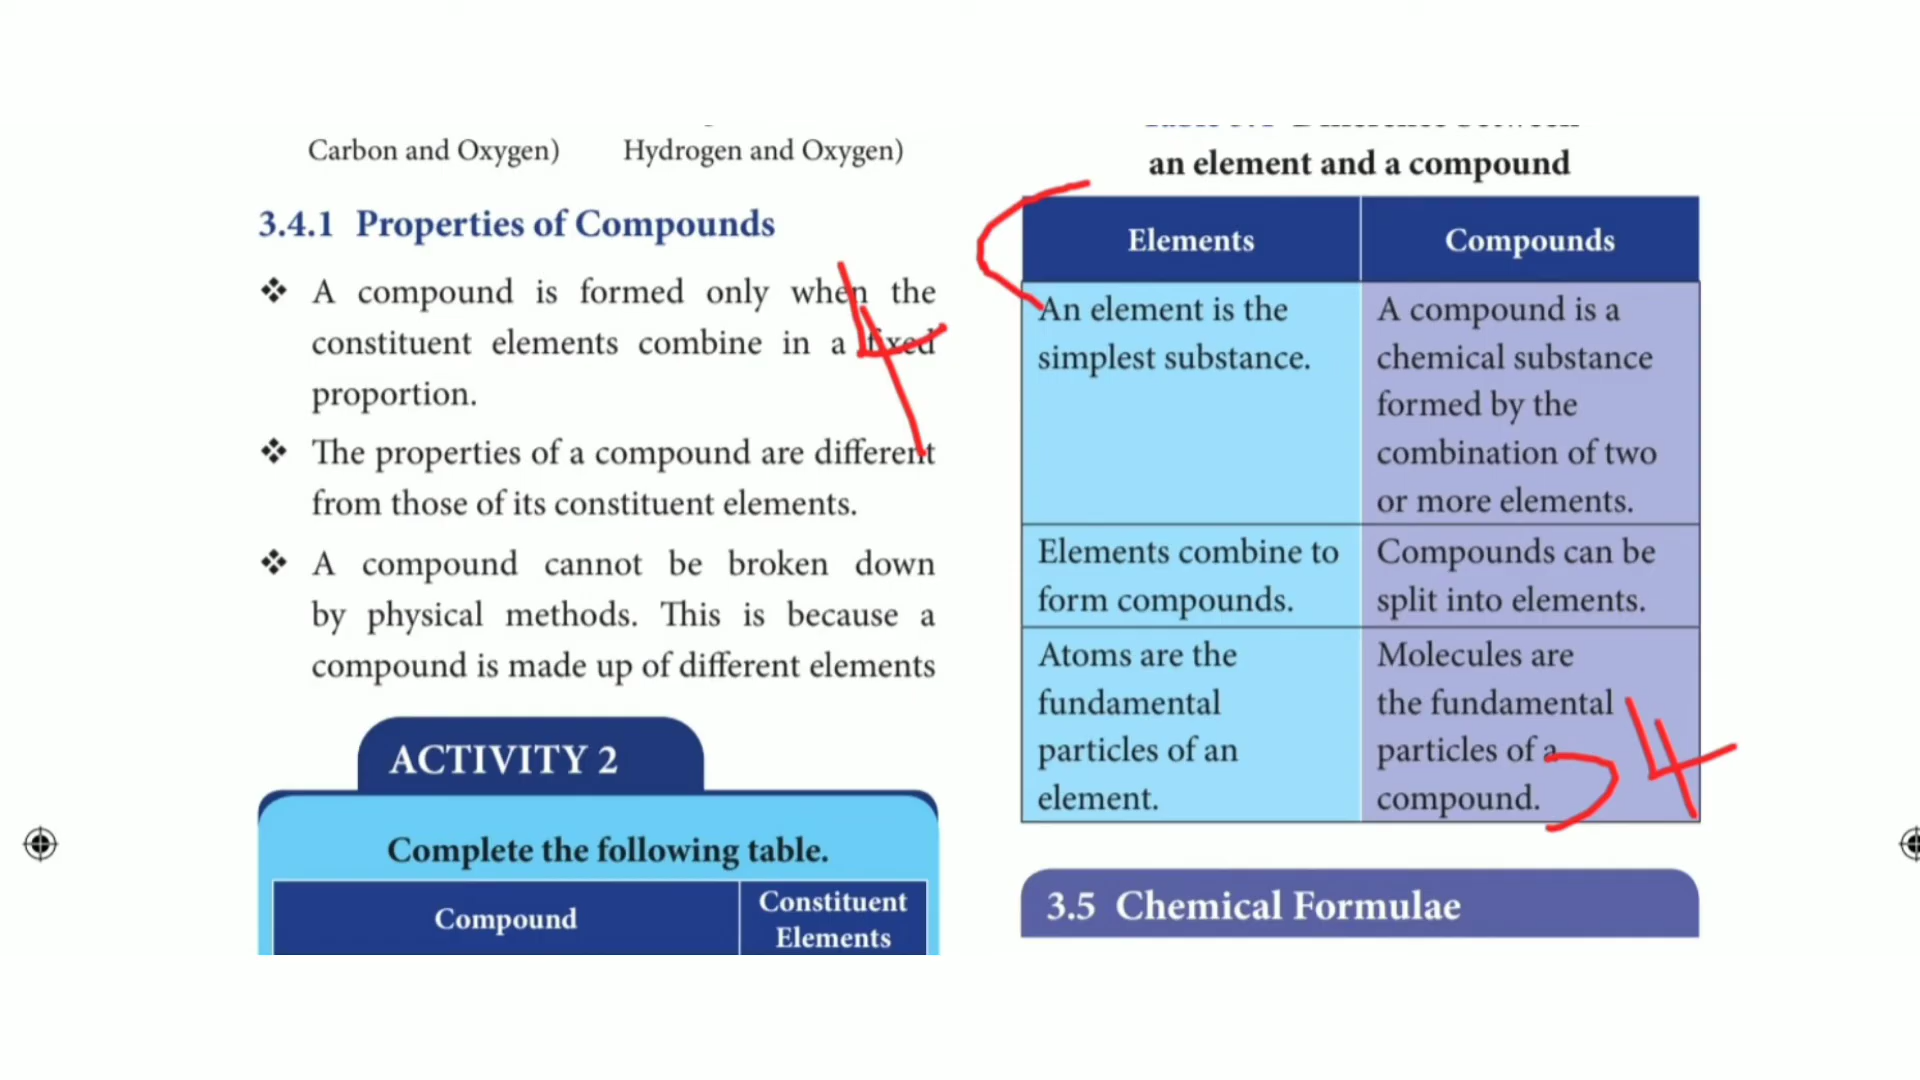 Carbon and Oxygen)
Hydrogen and Oxygen)
3.4.1 Properties of Compounds
❖ A compound is formed only when the
constituent elements combine in a fixed
proportion.
❖ The properties of a compound are different
from those of its constituent elements.
❖ A compound cannot be broken down
by physical methods. This is because a
compound is made up of different elements
ACTIVITY 2
Complete the following table.
Compound
Constituent
Elements
an element and a compound
Elements
Compounds
An element is the
simplest substance.
A compound is a
chemical substance
formed by the
combination of two
or more elements.
Elements combine to
form compounds.
Compounds can be
split into elements.
Atoms are the
fundamental
particles of an
element.
Molecules are
the fundamental
particles of a
compound.
3.5 Chemical Formulae